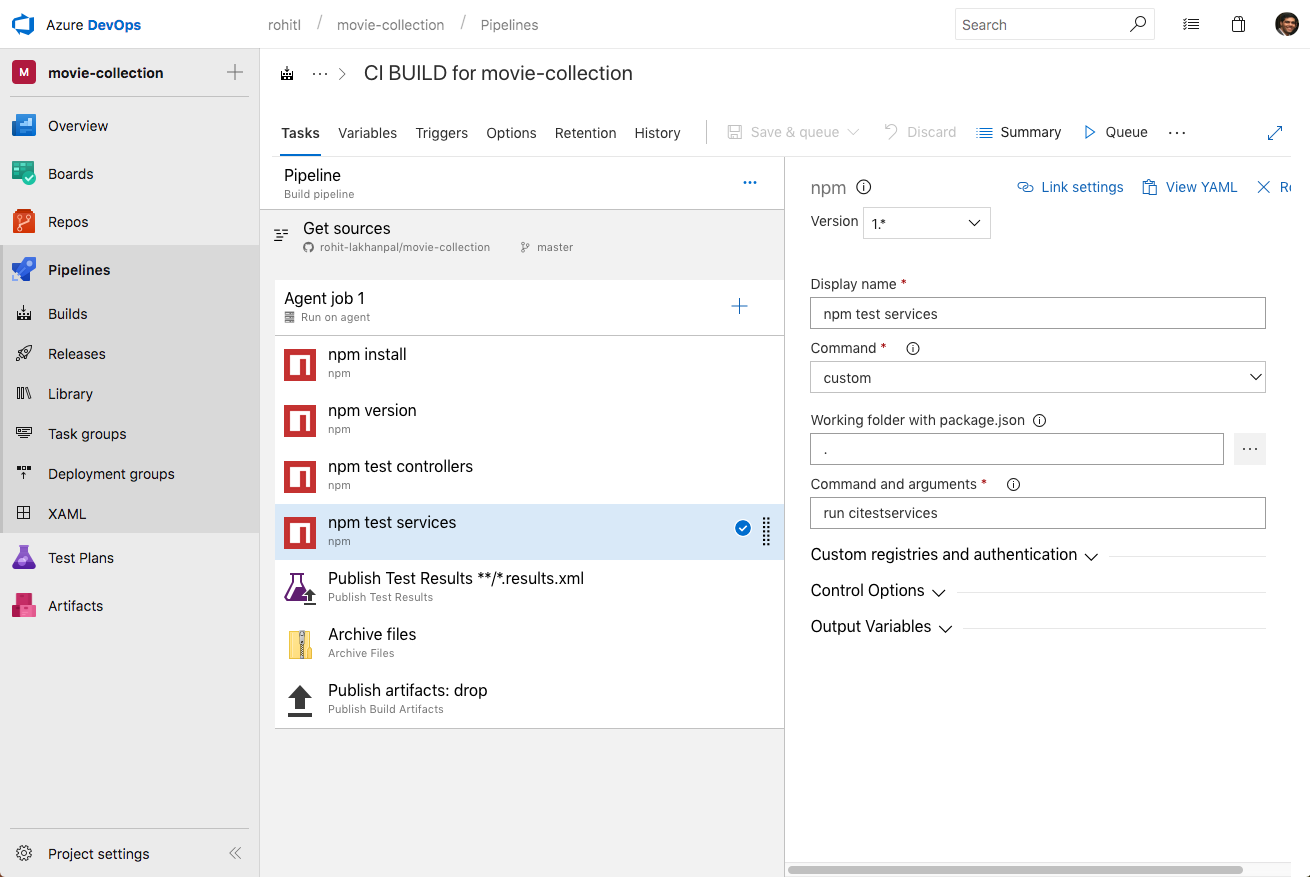 Azure DevOps
rohitl / movie-collection / Pipelines
Search
M movie-collection
Overview
Boards
Repos
Pipelines
Builds
Releases
Library
Task groups
Deployment groups
XAML
Test Plans
Artifacts
Project settings
··· > CI BUILD for movie-collection
Tasks Variables Triggers Options Retention History
Save & queue Discard Summary Queue ···
Pipeline
Build pipeline
Get sources
rohit-lakhanpal/movie-collection master
Agent job 1
Run on agent
npm install
npm
npm version
npm
npm test controllers
npm
npm test services
npm
Publish Test Results **/*.results.xml
Publish Test Results
Archive files
Archive Files
Publish artifacts: drop
Publish Build Artifacts
npm Link settings View YAML Re
Version 1.*
Display name *
npm test services
Command *
custom
Working folder with package.json
.
Command and arguments *
run citestservices
Custom registries and authentication
Control Options
Output Variables